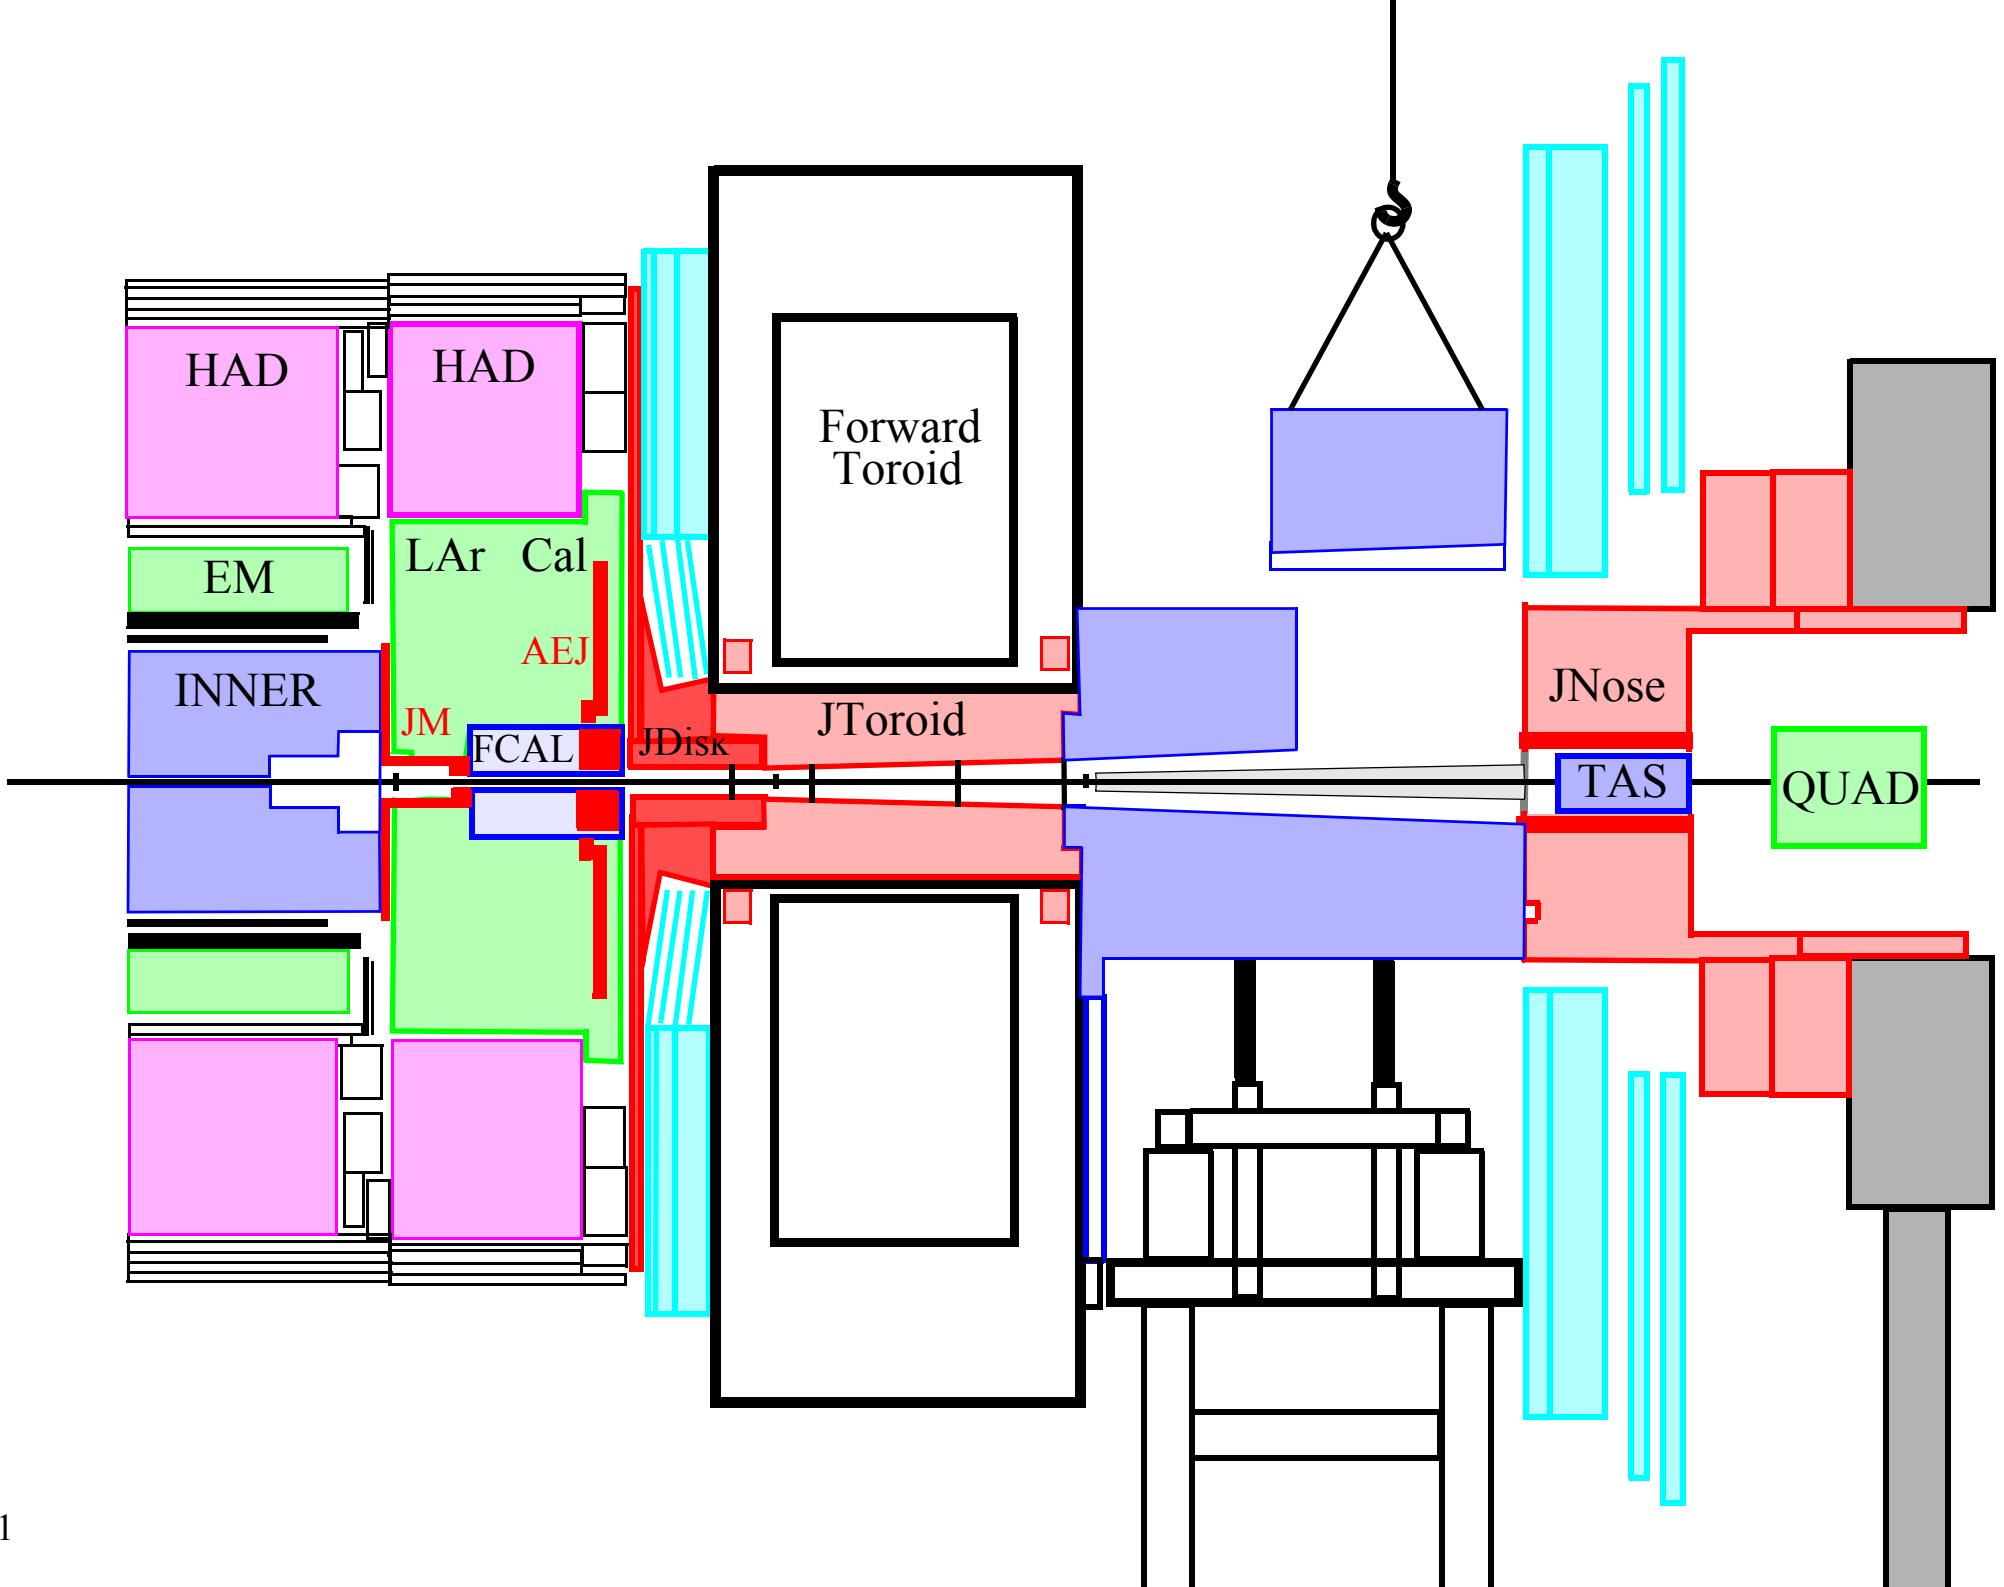 HAD
HAD
Forward
Toroid
LAr Cal
EM
AEJ
INNER
JM
JNose
JToroid
FCAL
JDisk
TAS
QUAD
1